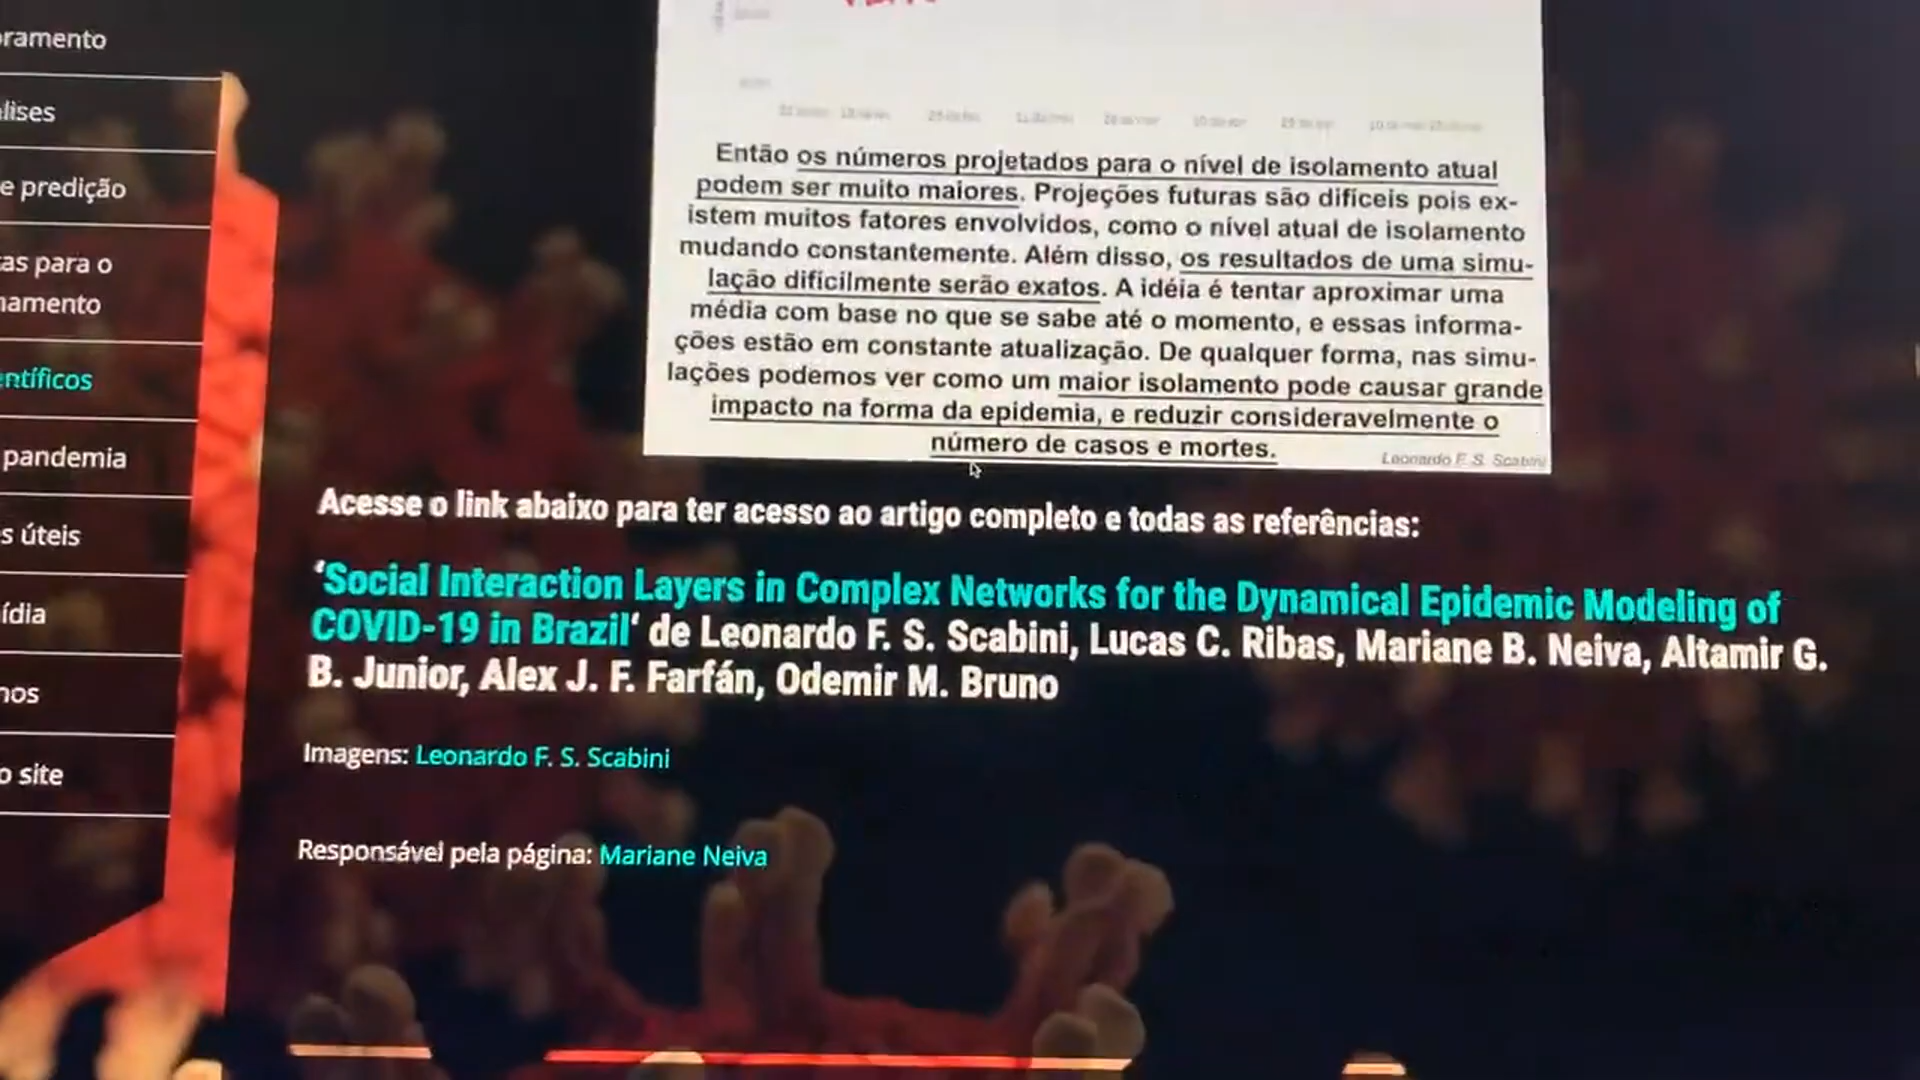 ramento
lises
e predição
as para o
namento
entíficos
pandemia
s úteis
ídia
nos
o site
Então os números projetados para o nível de isolamento atual
podem ser muito maiores. Projeções futuras são difíceis pois ex-
istem muitos fatores envolvidos, como o nível atual de isolamento
mudando constantemente. Além disso, os resultados de uma simu-
lação dificilmente serão exatos. A idéia é tentar aproximar uma
média com base no que se sabe até o momento, e essas informa-
ções estão em constante atualização. De qualquer forma, nas simu-
lações podemos ver como um maior isolamento pode causar grande
impacto na forma da epidemia, e reduzir consideravelmente o
número de casos e mortes.
Leonardo F. S. Scabini
Acesse o link abaixo para ter acesso ao artigo completo e todas as referências:
‘Social Interaction Layers in Complex Networks for the Dynamical Epidemic Modeling of
COVID-19 in Brazil‘ de Leonardo F. S. Scabini, Lucas C. Ribas, Mariane B. Neiva, Altamir G.
B. Junior, Alex J. F. Farfán, Odemir M. Bruno
Imagens: Leonardo F. S. Scabini
Responsável pela página: Mariane Neiva